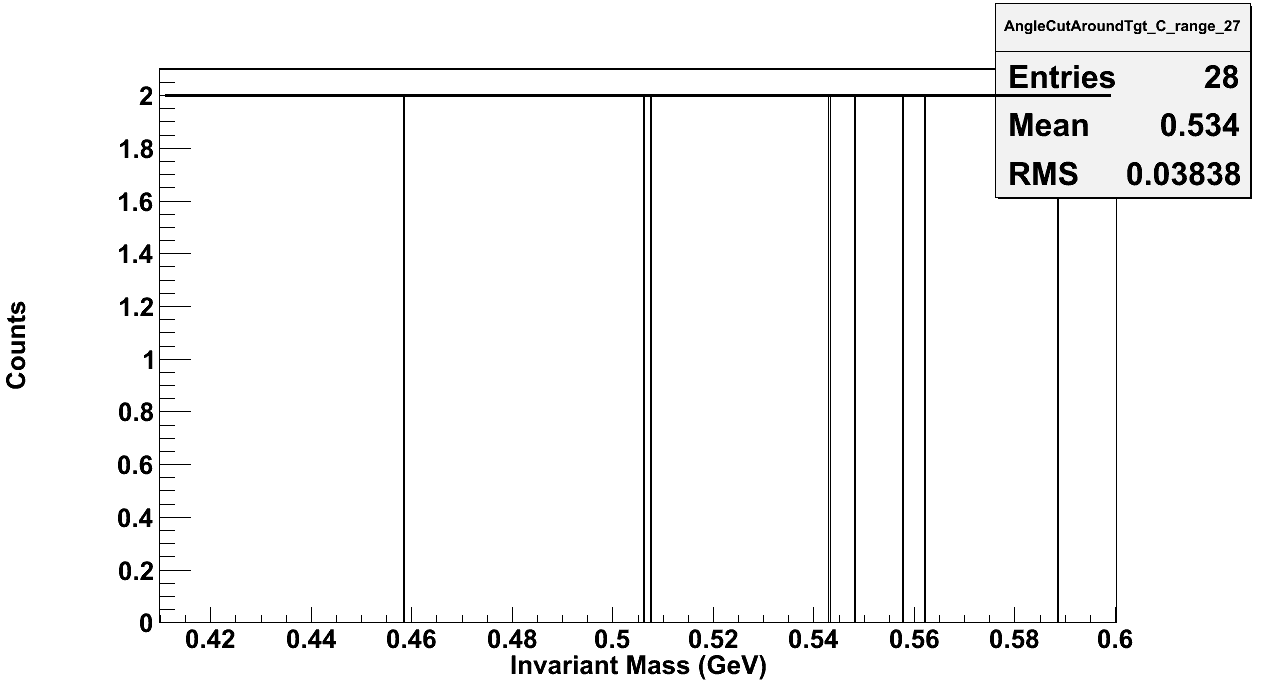 AngleCutAroundTgt_C_range_27
Entries 28
Mean 0.534
RMS 0.03838
2
1.8
1.6
1.4
1.2
1
0.8
0.6
0.4
0.2
0
Counts
0.42 0.44 0.46 0.48 0.5 0.52 0.54 0.56 0.58 0.6
Invariant Mass (GeV)